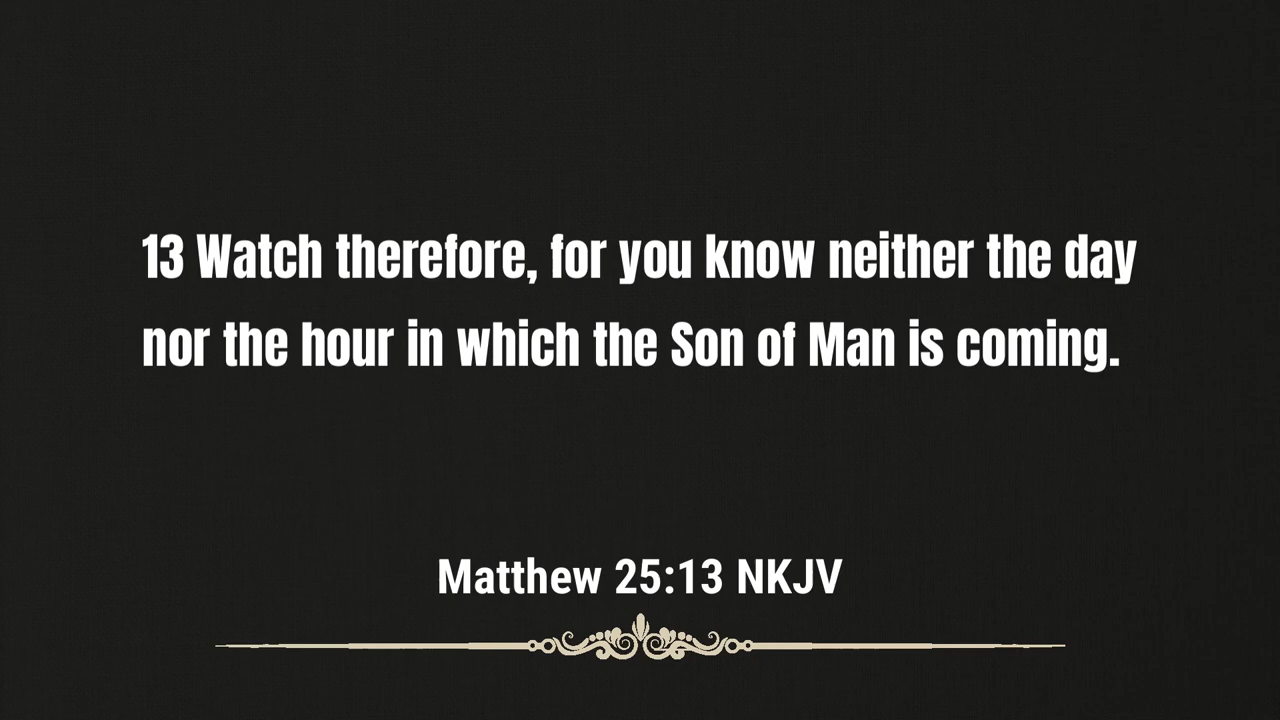 13 Watch therefore, for you know neither the day
nor the hour in which the Son of Man is coming.
Matthew 25:13 NKJV